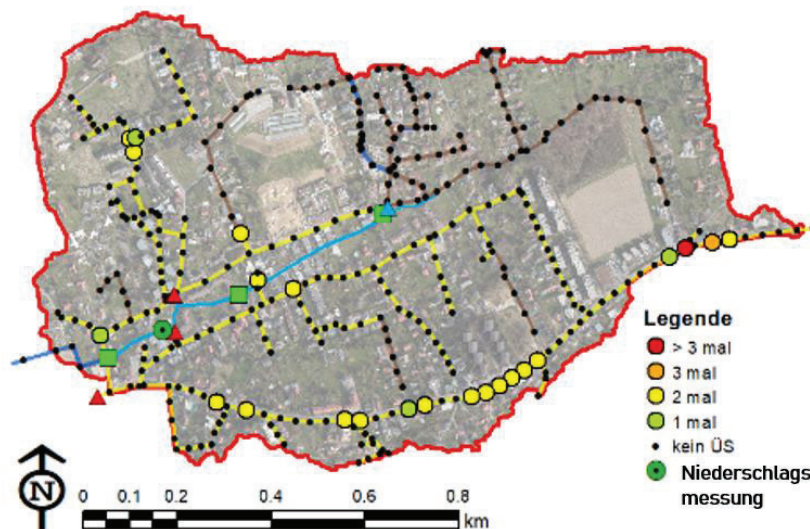 Legende
> 3 mal
3 mal
2 mal
1 mal
kein ÜS
Niederschlags
messung
N
0 0.1 0.2 0.4 0.6 0.8
km